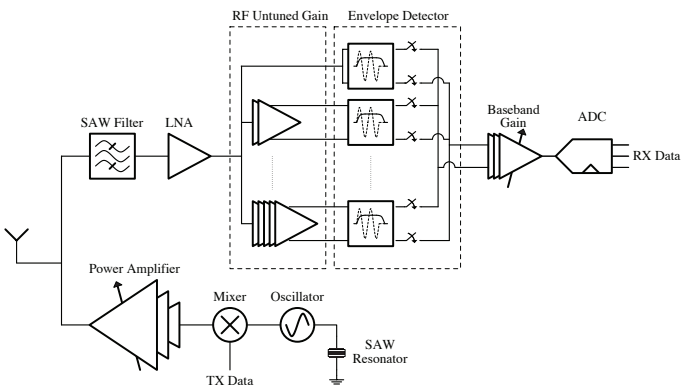 RF Untuned Gain
Envelope Detector
SAW Filter
LNA
Baseband
Gain
ADC
RX Data
Power Amplifier
Mixer
Oscillator
SAW
Resonator
TX Data